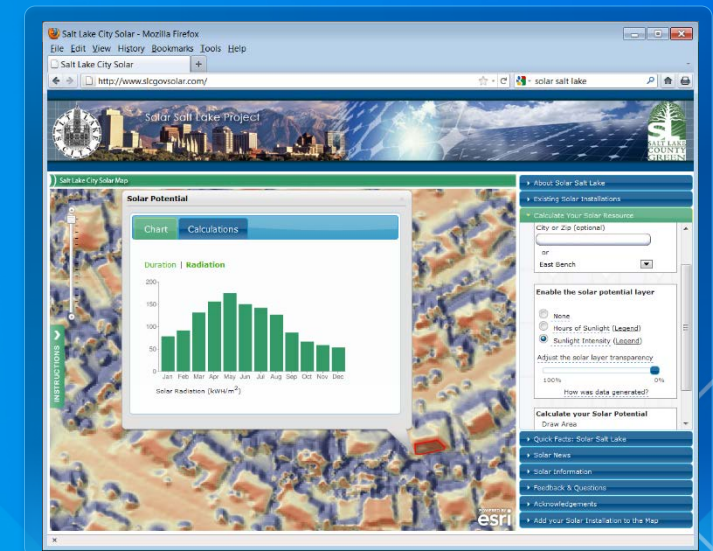 Salt Lake City Solar - Mozilla Firefox
File Edit View History Bookmarks Tools Help
Salt Lake City Solar +
http://www.slcgovsolar.com/
solar salt lake
Solar Salt Lake Project
SALT LAKE
COUNTY
GREEN
Salt Lake City Solar Map
Solar Potential
Chart Calculations
Duration | Radiation
200
150
100
50
0
Jan Feb Mar Apr May Jun Jul Aug Sep Oct Nov Dec
Solar Radiation (kWH/m²)
INSTRUCTIONS
esri
About Solar Salt Lake
Existing Solar Installations
Calculate Your Solar Resource
City or Zip (optional)
or
East Bench
Enable the solar potential layer
None
Hours of Sunlight (Legend)
Sunlight Intensity (Legend)
Adjust the solar layer transparency
100% 0%
How was data generated?
Calculate your Solar Potential
Draw Area
Quick Facts: Solar Salt Lake
Solar News
Solar Information
Feedback & Questions
Acknowledgements
Add your Solar Installation to the Map